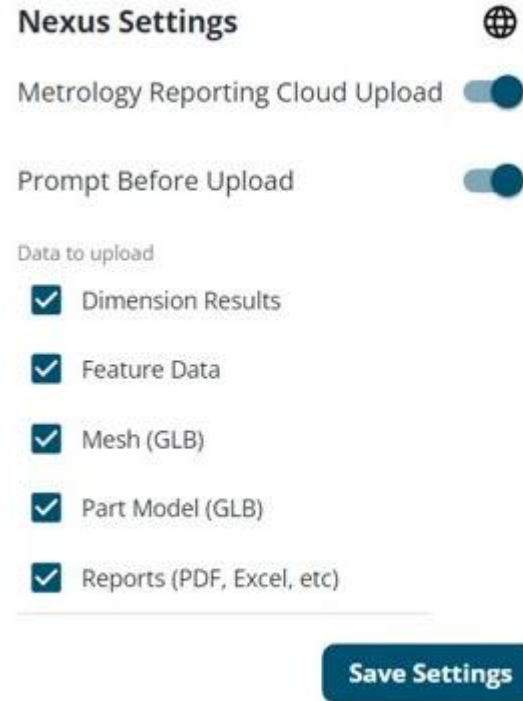 Nexus Settings
Metrology Reporting Cloud Upload
Prompt Before Upload
Data to upload
Dimension Results
Feature Data
Mesh (GLB)
Part Model (GLB)
Reports (PDF, Excel, etc)
Save Settings